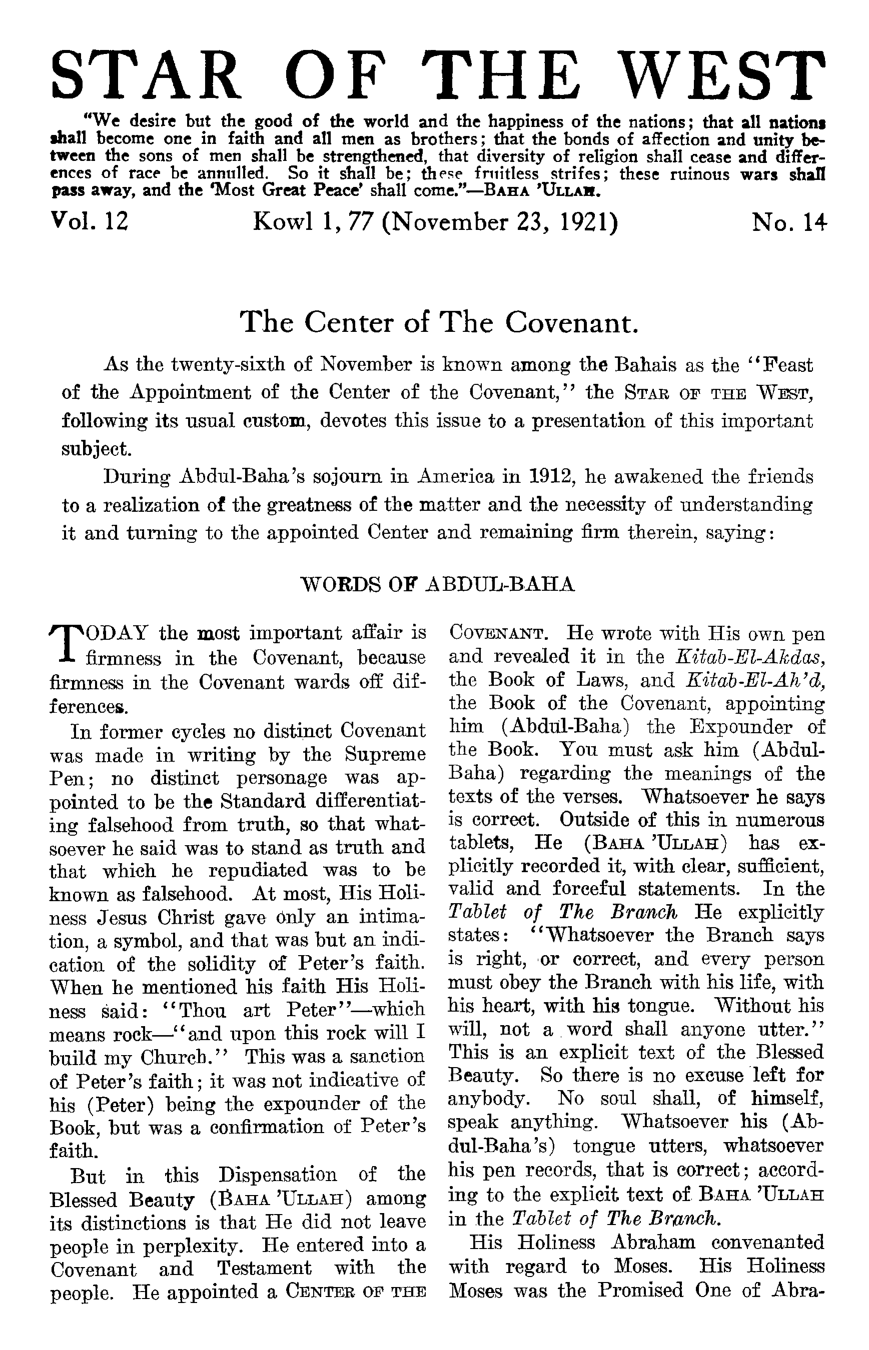 STAR OF THE WEST
"We desire but the good of the world and the happiness of the nations; that all nations
shall become one in faith and all men as brothers; that the bonds of affection and unity be-
tween the sons of men shall be strengthened, that diversity of religion shall cease and differ-
ences of race be annulled. So it shall be; these fruitless strifes; these ruinous wars shall
pass away, and the 'Most Great Peace' shall come."—BAHA 'ULLAH.
Vol. 12 Kowl 1, 77 (November 23, 1921) No. 14
The Center of The Covenant.
As the twenty-sixth of November is known among the Bahais as the "Feast
of the Appointment of the Center of the Covenant," the STAR OF THE WEST,
following its usual custom, devotes this issue to a presentation of this important
subject.
During Abdul-Baha's sojourn in America in 1912, he awakened the friends
to a realization of the greatness of the matter and the necessity of understanding
it and turning to the appointed Center and remaining firm therein, saying:
WORDS OF ABDUL-BAHA
TODAY the most important affair is
firmness in the Covenant, because
firmness in the Covenant wards off dif-
ferences.
In former cycles no distinct Covenant
was made in writing by the Supreme
Pen; no distinct personage was ap-
pointed to be the Standard differentiat-
ing falsehood from truth, so that what-
soever he said was to stand as truth and
that which he repudiated was to be
known as falsehood. At most, His Holi-
ness Jesus Christ gave only an intima-
tion, a symbol, and that was but an indi-
cation of the solidity of Peter's faith.
When he mentioned his faith His Holi-
ness said: "Thou art Peter"—which
means rock—"and upon this rock will I
build my Church." This was a sanction
of Peter's faith; it was not indicative of
his (Peter) being the expounder of the
Book, but was a confirmation of Peter's
faith.
But in this Dispensation of the
Blessed Beauty (BAHA 'ULLAH) among
its distinctions is that He did not leave
people in perplexity. He entered into a
Covenant and Testament with the
people. He appointed a CENTER OF THE
COVENANT. He wrote with His own pen
and revealed it in the Kitab-El-Akdas,
the Book of Laws, and Kitab-El-Ah'd,
the Book of the Covenant, appointing
him (Abdul-Baha) the Expounder of
the Book. You must ask him (Abdul-
Baha) regarding the meanings of the
texts of the verses. Whatsoever he says
is correct. Outside of this in numerous
tablets, He (BAHA 'ULLAH) has ex-
plicitly recorded it, with clear, sufficient,
valid and forceful statements. In the
Tablet of The Branch He explicitly
states: "Whatsoever the Branch says
is right, or correct, and every person
must obey the Branch with his life, with
his heart, with his tongue. Without his
will, not a word shall anyone utter."
This is an explicit text of the Blessed
Beauty. So there is no excuse left for
anybody. No soul shall, of himself,
speak anything. Whatsoever his (Ab-
dul-Baha's) tongue utters, whatsoever
his pen records, that is correct; accord-
ing to the explicit text of BAHA 'ULLAH
in the Tablet of The Branch.
His Holiness Abraham convenanted
with regard to Moses. His Holiness
Moses was the Promised One of Abra-